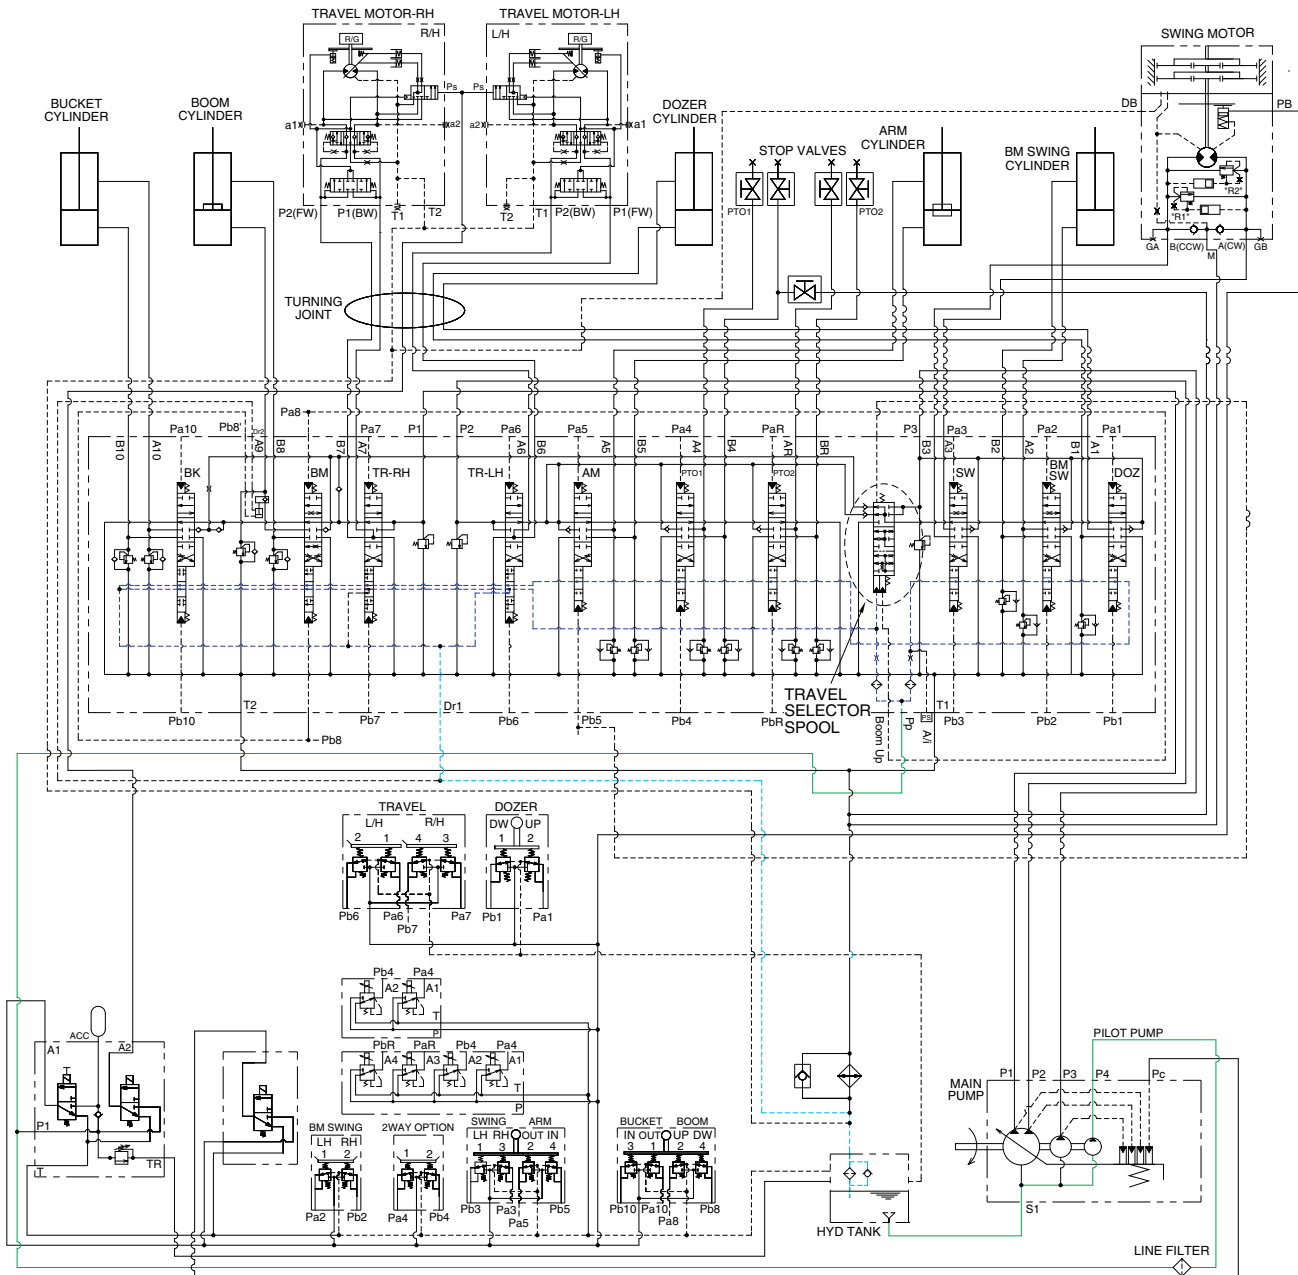 TRAVEL MOTOR-RH TRAVEL MOTOR-LH
R/H L/H
R/G R/G
SWING MOTOR
BUCKET
CYLINDER
BOOM
CYLINDER
DOZER
CYLINDER
ARM
CYLINDER
BM SWING
CYLINDER
STOP VALVES
Ps Ps
a1 a2 a2 a1
DB PB
PTO1 PTO2
"R2"
"R1"
P2(FW) P1(BW) T1 T2 T2 T1 P2(BW) P1(FW)
GA B(CCW) M A(CW) GB
TURNING
JOINT
Pa8
Pa10 Pb8' Pa7 P1 P2 Pa6 Pa5 Pa4 PaR P3 Pa3 Pa2 Pa1
B10 A10 Dr2 A9 B8 B7 A7 A6 B6 A5 B5 A4 B4 AR BR B3 A3 B2 A2 B1 A1
BK BM TR-RH TR-LH AM PTO1 PTO2 SW BM
SW DOZ
TRAVEL
SELECTOR
SPOOL
Pb10 T2 Pb7 Dr1 Pb6 Pb5 Pb4 PbR Boom Up Pp PS A/i T1 Pb3 Pb2 Pb1
Pb8
TRAVEL DOZER
L/H R/H DW UP
2 1 4 3 1 2
Pb6 Pa6 Pb7 Pa7 Pb1 Pa1
Pb4 Pa4
A2 A1
T
P
PbR PaR Pb4 Pa4
A4 A3 A2 A1
T
P
ACC
A1 A2
P1
T TR
BM SWING
LH RH
1 2
Pa2 Pb2
2WAY OPTION
1 2
Pa4 Pb4
SWING ARM
LH RH OUT IN
1 3 2 4
Pb3 Pa3 Pa5 Pb5
BUCKET BOOM
IN OUT UP DW
3 1 2 4
Pb10 Pa10 Pa8 Pb8
HYD TANK
PILOT PUMP
MAIN
PUMP
P1 P2 P3 P4 Pc
S1
LINE FILTER